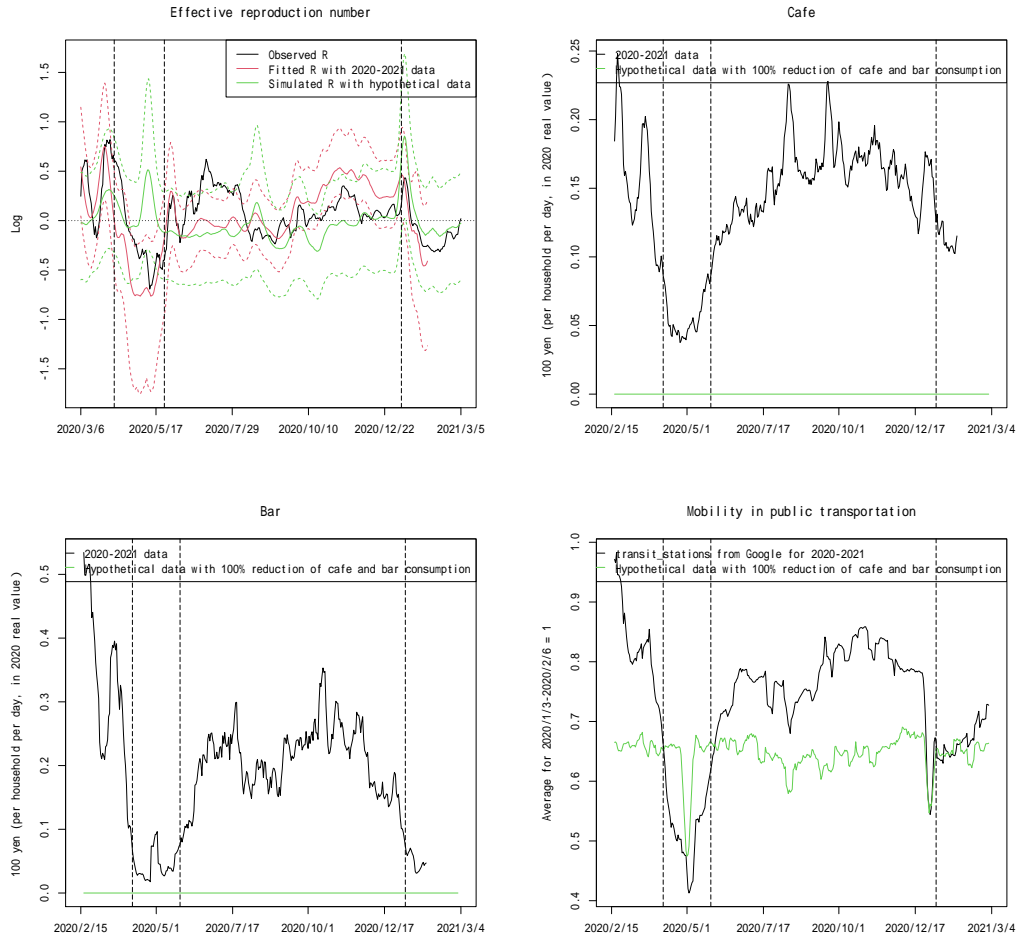 Effective reproduction number
Observed R
Fitted R with 2020-2021 data
Simulated R with hypothetical data
Log
1.5
1.0
0.5
0.0
-0.5
-1.0
-1.5
2020/3/6 2020/5/17 2020/7/29 2020/10/10 2020/12/22 2021/3/5
Cafe
2020-2021 data
Hypothetical data with 100% reduction of cafe and bar consumption
100 yen (per household per day, in 2020 real value)
0.25
0.20
0.15
0.10
0.05
0.00
2020/2/15 2020/5/1 2020/7/17 2020/10/1 2020/12/17 2021/3/4
Bar
2020-2021 data
Hypothetical data with 100% reduction of cafe and bar consumption
100 yen (per household per day, in 2020 real value)
0.5
0.4
0.3
0.2
0.1
0.0
2020/2/15 2020/5/1 2020/7/17 2020/10/1 2020/12/17 2021/3/4
Mobility in public transportation
transit_stations from Google for 2020-2021
Hypothetical data with 100% reduction of cafe and bar consumption
Average for 2020/1/3-2020/2/6 = 1
1.0
0.9
0.8
0.7
0.6
0.5
0.4
2020/2/15 2020/5/1 2020/7/17 2020/10/1 2020/12/17 2021/3/4